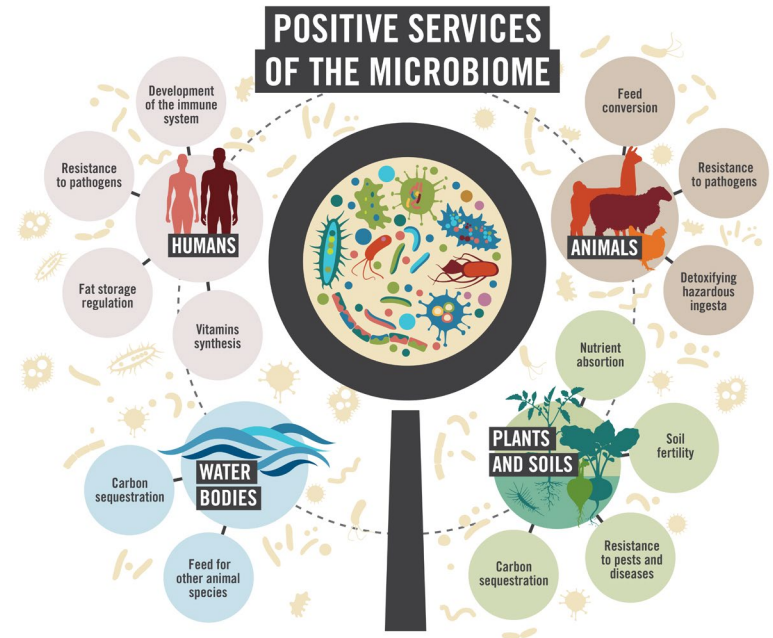 POSITIVE SERVICES
OF THE MICROBIOME
Development
of the immune
system
Resistance
to pathogens
HUMANS
Fat storage
regulation
Vitamins
synthesis
Feed
conversion
Resistance
to pathogens
ANIMALS
Detoxifying
hazardous
ingesta
WATER
BODIES
Carbon
sequestration
Feed for
other animal
species
Nutrient
absortion
PLANTS
AND SOILS
Soil
fertility
Carbon
sequestration
Resistance
to pests and
diseases